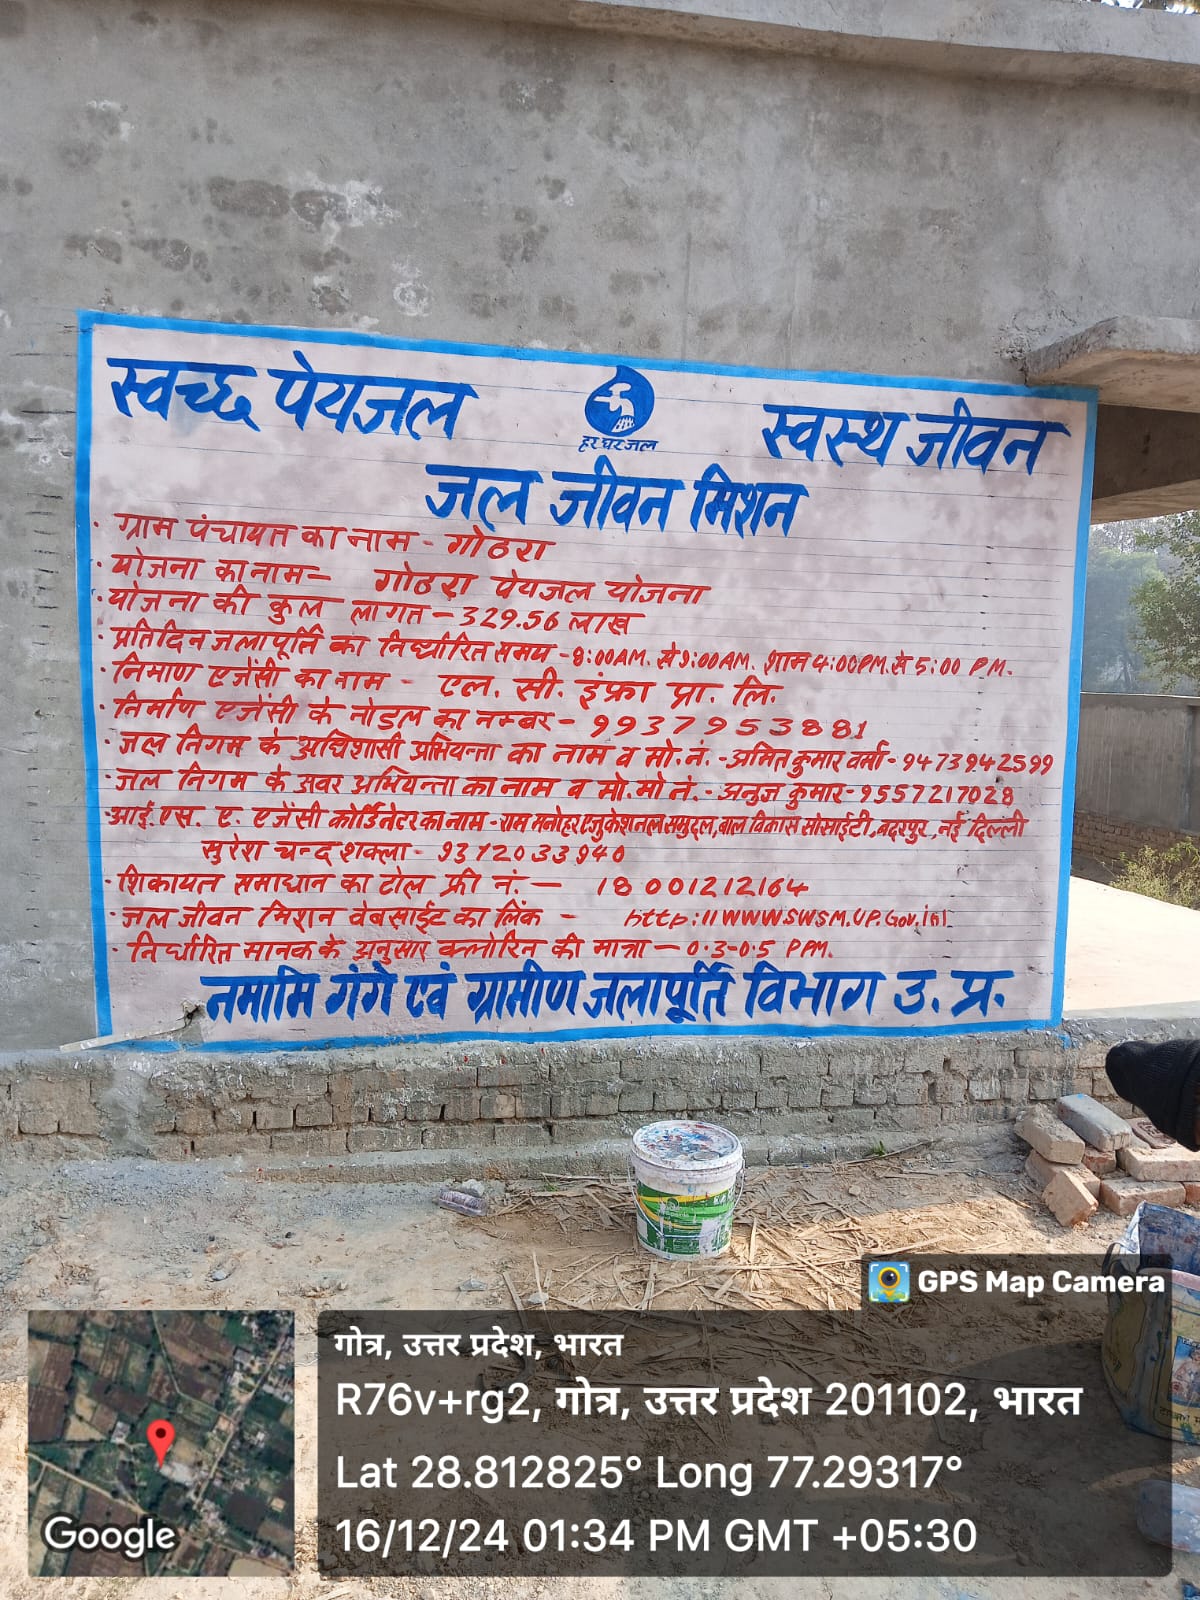 स्वच्छ पेयजल
हर घर जल
स्वस्थ जीवन
जल जीवन मिशन
· ग्राम पंचायत का नाम - गोठरा
· योजना का नाम - गोठरा पेयजल योजना
· योजना की कुल लागत - 329.56 लाख
· प्रतिदिन जलापूर्ति का निर्धारित समय - 8:00AM. से 9:00AM. शाम 4:00PM. से 5:00 PM.
· निमाण एजेंसी का नाम - एल. सी. इंफ्रा प्रा. लि.
· निर्माण एजेंसी के नोडल का नम्बर - 9937953881
· जल निगम के अधिशासी अभियन्ता का नाम व मो. नं. - अमित कुमार वर्मा - 9473942599
· जल निगम के अवर अभियन्ता का नाम व मो. मो नं. - अनुज कुमार - 9557217028
· आई. एस. ए. एजेंसी कोर्डिनेटर का नाम - राम मनोहर एजुकेशनल समुद्दल, बाल विकास सोसाईटी, बदरपुर, नई दिल्ली
सुरेश चन्द शक्ला - 9312033940
· शिकायत समाधान का टोल फ्री नं. - 18001212164
· जल जीवन मिशन वेबसाईट का लिंक - http://WWWSWSM.UP.Gov.in/
· निर्धारित मानक के अनुसार क्लोरिन की मात्रा - 0.3-0.5 PPM.
नमामि गंगे एवं ग्रामीण जलापूर्ति विभाग उ. प्र.
GPS Map Camera
गोत्र, उत्तर प्रदेश, भारत
R76v+rg2, गोत्र, उत्तर प्रदेश 201102, भारत
Lat 28.812825° Long 77.29317°
16/12/24 01:34 PM GMT +05:30
Google